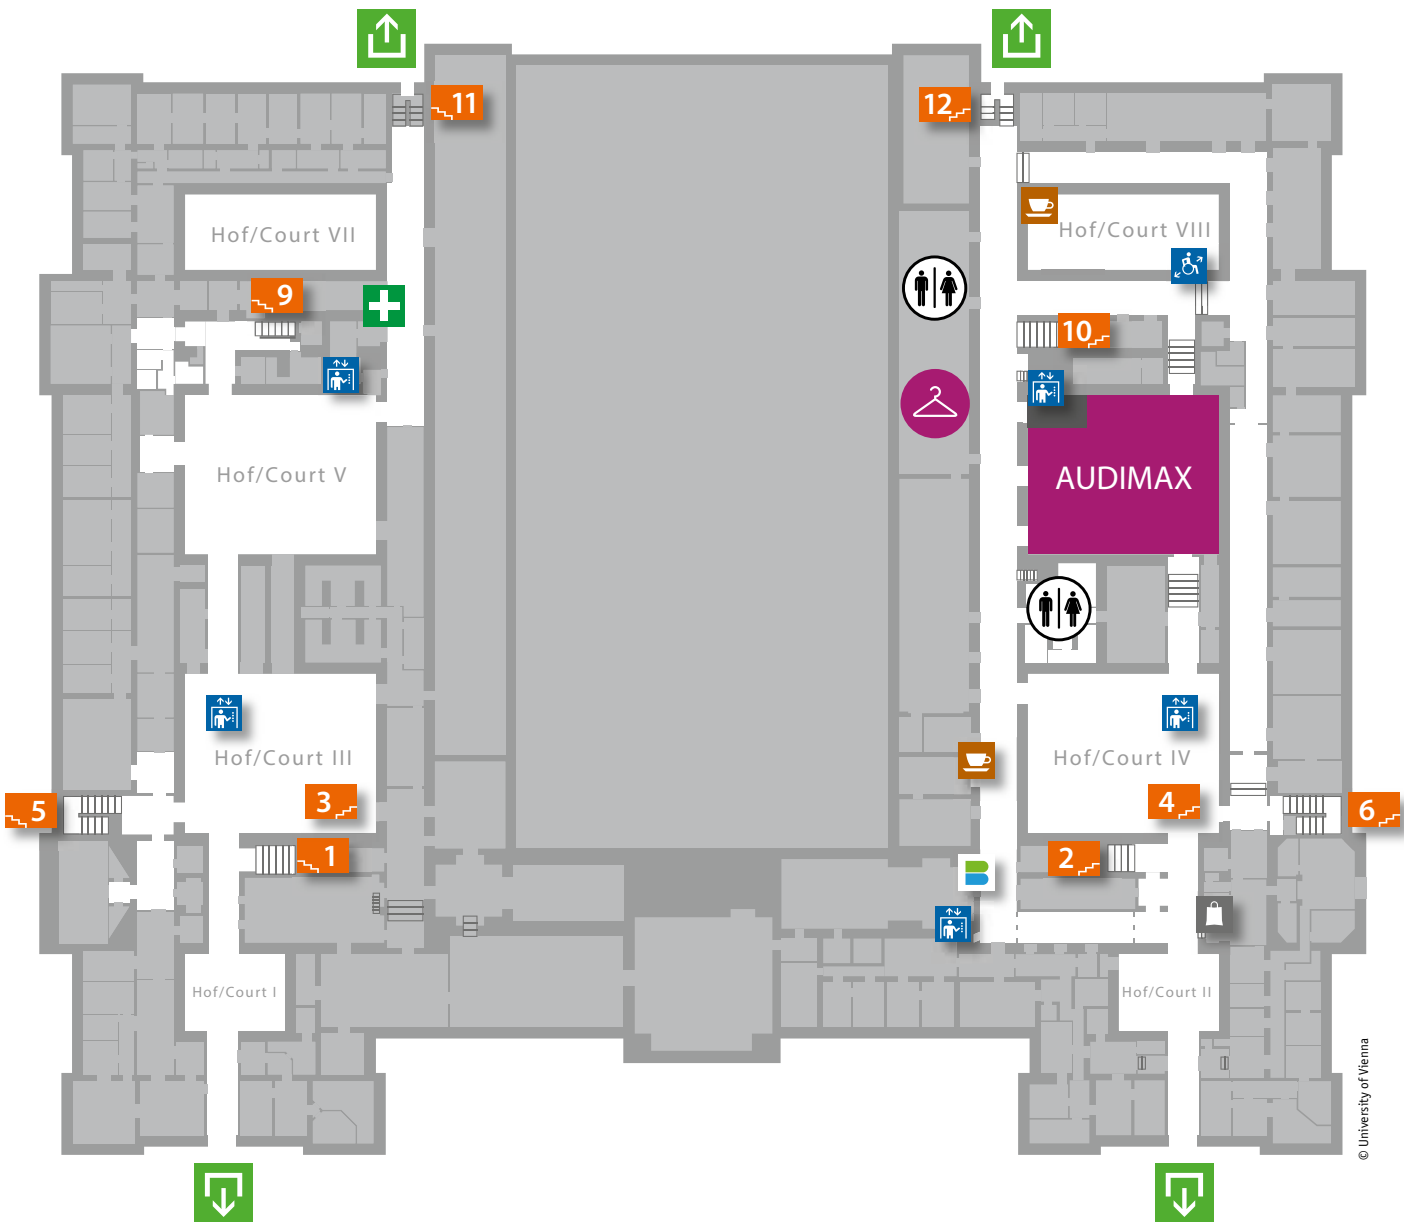 11
12
Hof/Court VII
Hof/Court VIII
9
10
Hof/Court V
AUDIMAX
Hof/Court III
Hof/Court IV
5
3
4
6
1
2
Hof/Court I
Hof/Court II
© University of Vienna